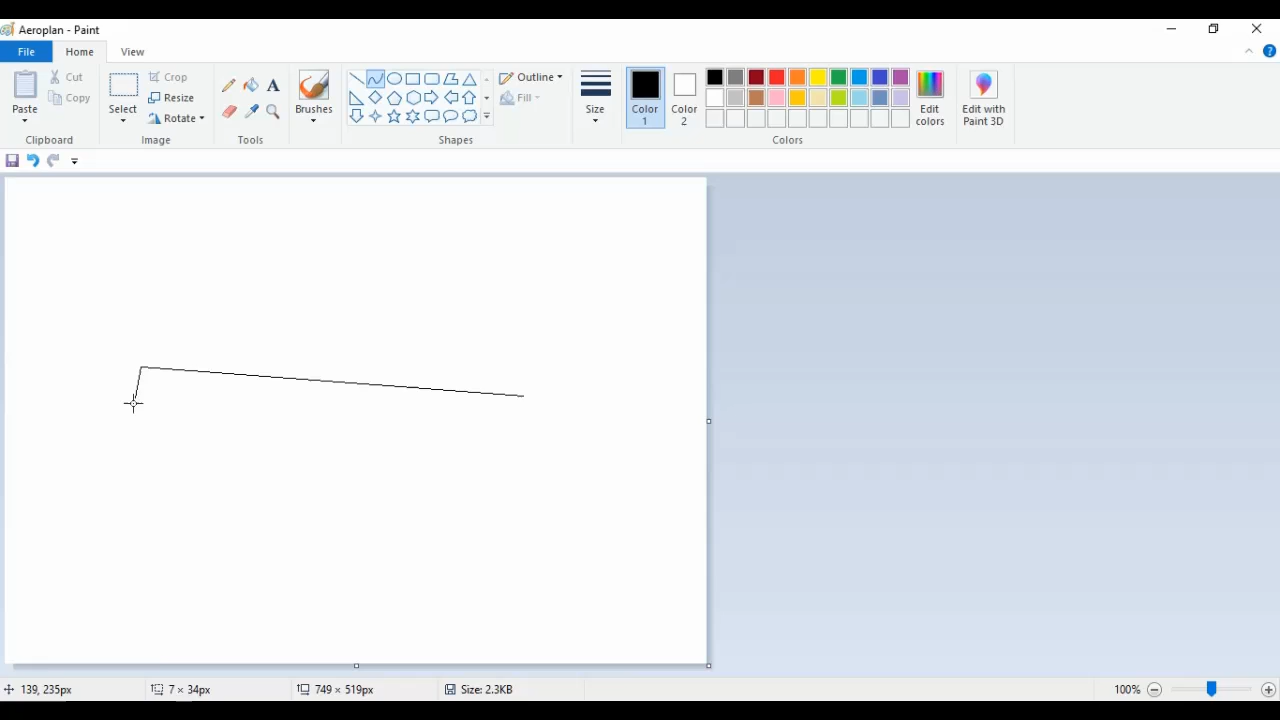 Aeroplan - Paint
File Home View
Paste Cut Copy
Select Crop Resize Rotate
A
Brushes
Outline Fill
Size
Color 1 Color 2
Edit colors
Edit with Paint 3D
Clipboard Image Tools Shapes Colors
139, 235px 7 × 34px 749 × 519px Size: 2.3KB 100%